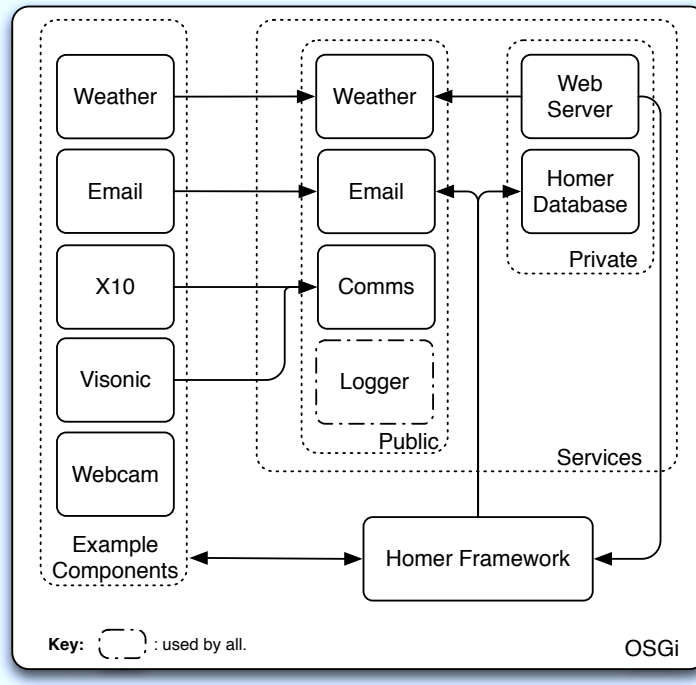 Weather
Email
X10
Visonic
Webcam
Example
Components
Weather
Email
Comms
Logger
Public
Web
Server
Homer
Database
Private
Services
Homer Framework
Key: : used by all.
OSGi